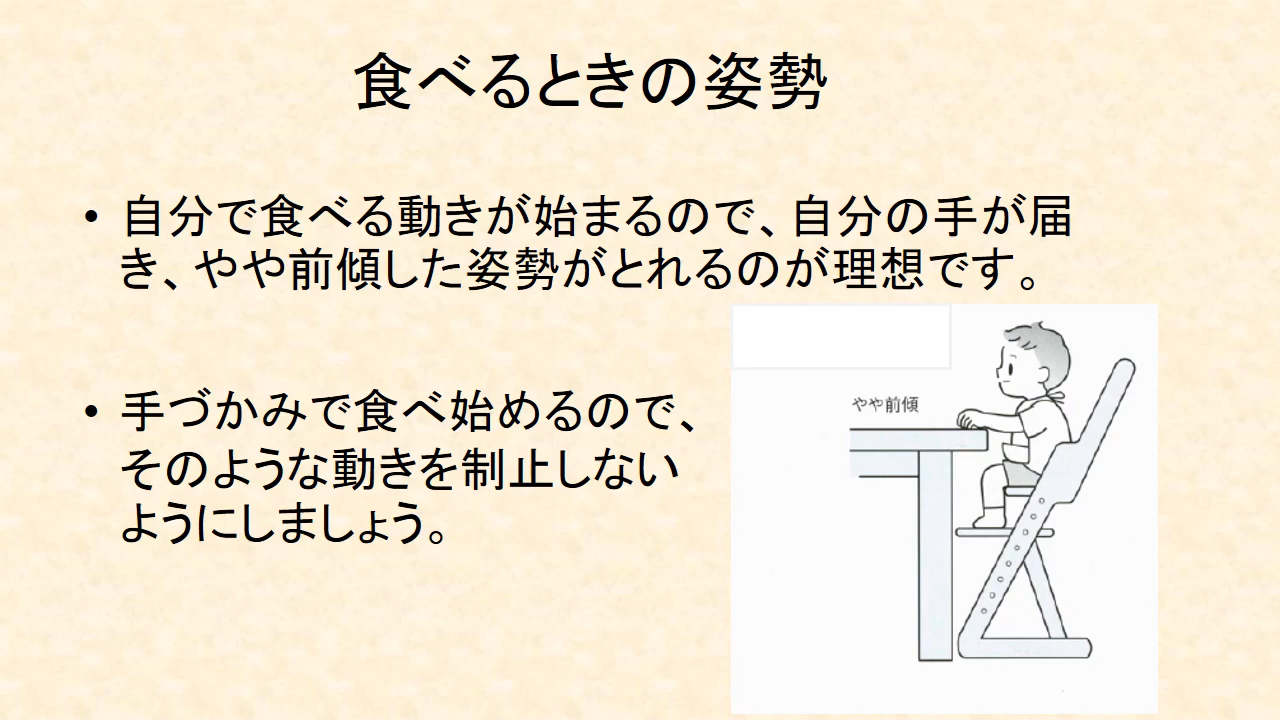 食べるときの姿勢
• 自分で食べる動きが始まるので、自分の手が届
き、やや前傾した姿勢がとれるのが理想です。
• 手づかみで食べ始めるので、
そのような動きを制止しない
ようにしましょう。
やや前傾